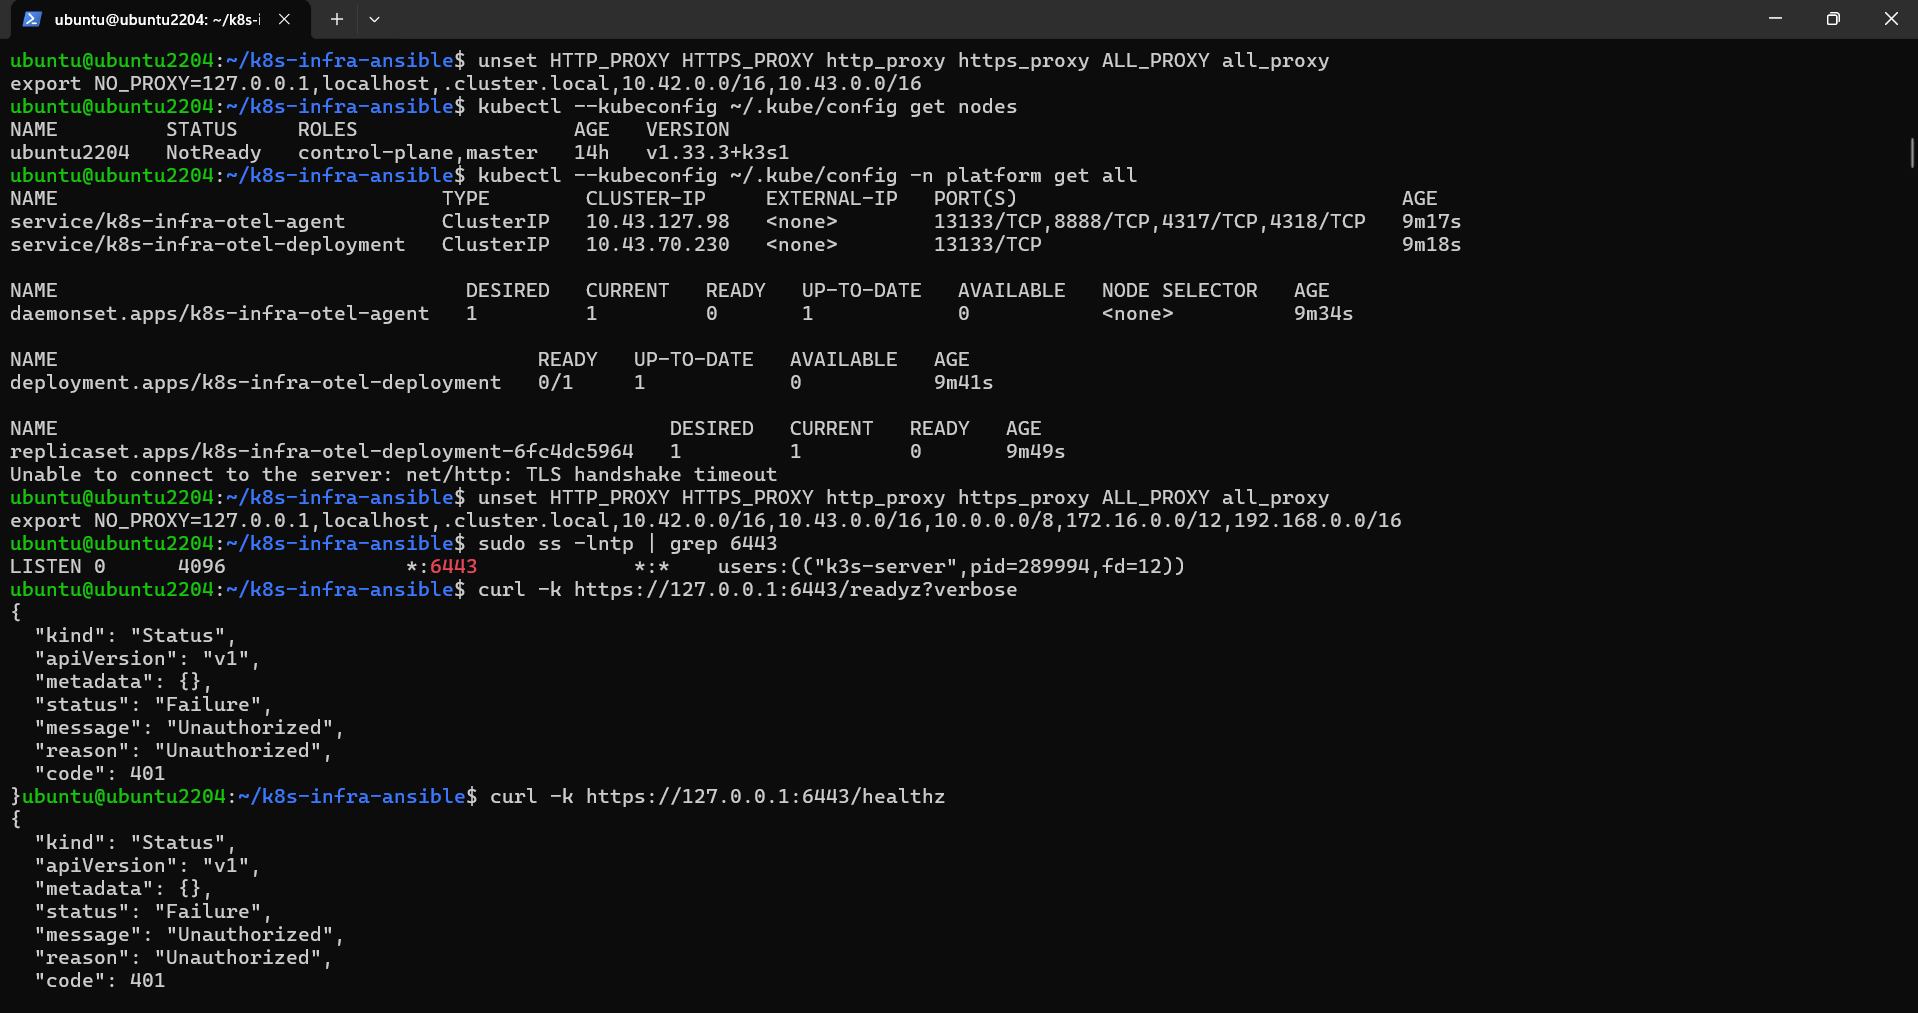 ubuntu@ubuntu2204: ~/k8s-i
ubuntu@ubuntu2204:~/k8s-infra-ansible$ unset HTTP_PROXY HTTPS_PROXY http_proxy https_proxy ALL_PROXY all_proxy
export NO_PROXY=127.0.0.1,localhost,.cluster.local,10.42.0.0/16,10.43.0.0/16
ubuntu@ubuntu2204:~/k8s-infra-ansible$ kubectl --kubeconfig ~/.kube/config get nodes
NAME         STATUS     ROLES                  AGE   VERSION
ubuntu2204   NotReady   control-plane,master   14h   v1.33.3+k3s1
ubuntu@ubuntu2204:~/k8s-infra-ansible$ kubectl --kubeconfig ~/.kube/config -n platform get all
NAME                                TYPE        CLUSTER-IP     EXTERNAL-IP   PORT(S)                                AGE
service/k8s-infra-otel-agent        ClusterIP   10.43.127.98   <none>        13133/TCP,8888/TCP,4317/TCP,4318/TCP   9m17s
service/k8s-infra-otel-deployment   ClusterIP   10.43.70.230   <none>        13133/TCP                              9m18s
NAME                                  DESIRED   CURRENT   READY   UP-TO-DATE   AVAILABLE   NODE SELECTOR   AGE
daemonset.apps/k8s-infra-otel-agent   1         1         0       1            0           <none>          9m34s
NAME                                        READY   UP-TO-DATE   AVAILABLE   AGE
deployment.apps/k8s-infra-otel-deployment   0/1     1            0           9m41s
NAME                                                   DESIRED   CURRENT   READY   AGE
replicaset.apps/k8s-infra-otel-deployment-6fc4dc5964   1         1         0       9m49s
Unable to connect to the server: net/http: TLS handshake timeout
ubuntu@ubuntu2204:~/k8s-infra-ansible$ unset HTTP_PROXY HTTPS_PROXY http_proxy https_proxy ALL_PROXY all_proxy
export NO_PROXY=127.0.0.1,localhost,.cluster.local,10.42.0.0/16,10.43.0.0/16,10.0.0.0/8,172.16.0.0/12,192.168.0.0/16
ubuntu@ubuntu2204:~/k8s-infra-ansible$ sudo ss -lntp | grep 6443
LISTEN 0      4096               *:6443             *:*    users:(("k3s-server",pid=289994,fd=12))
ubuntu@ubuntu2204:~/k8s-infra-ansible$ curl -k https://127.0.0.1:6443/readyz?verbose
{
  "kind": "Status",
  "apiVersion": "v1",
  "metadata": {},
  "status": "Failure",
  "message": "Unauthorized",
  "reason": "Unauthorized",
  "code": 401
}ubuntu@ubuntu2204:~/k8s-infra-ansible$ curl -k https://127.0.0.1:6443/healthz
{
  "kind": "Status",
  "apiVersion": "v1",
  "metadata": {},
  "status": "Failure",
  "message": "Unauthorized",
  "reason": "Unauthorized",
  "code": 401